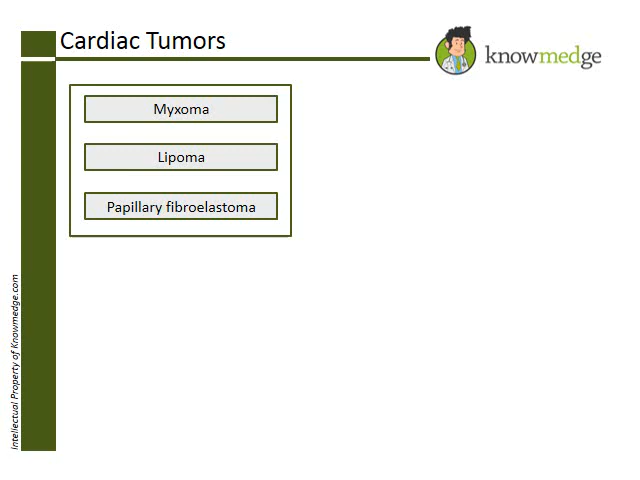 Cardiac Tumors
knowmedge
Myxoma
Lipoma
Papillary fibroelastoma
Intellectual Property of Knowmedge.com